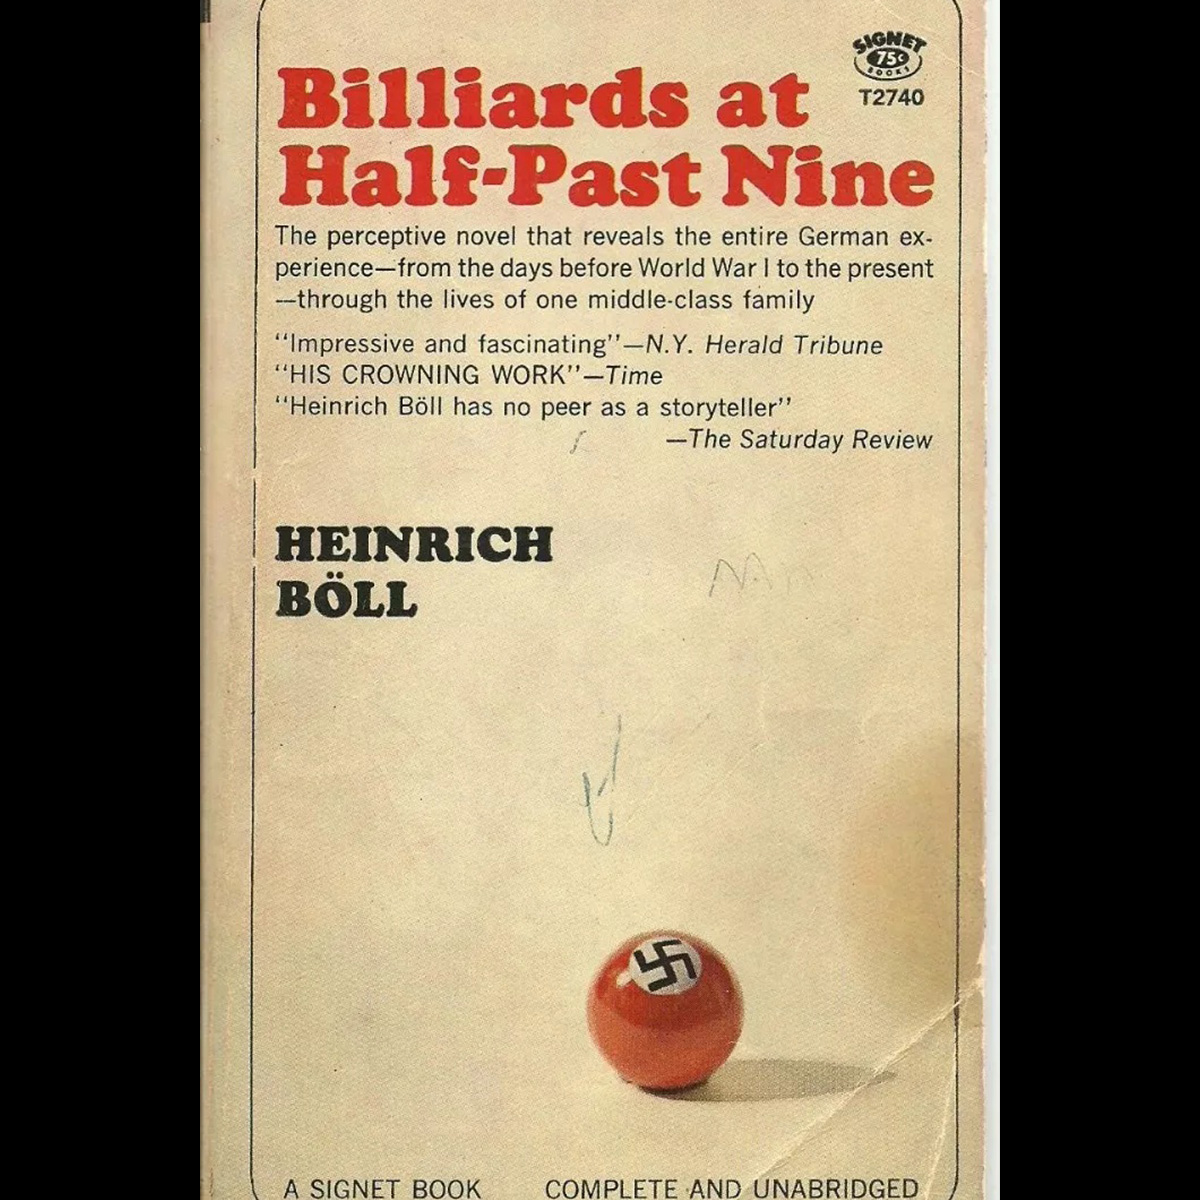 SIGNET
75¢
BOOKS
T2740
Billiards at
Half-Past Nine
The perceptive novel that reveals the entire German ex-
perience—from the days before World War I to the present
—through the lives of one middle-class family
“Impressive and fascinating”—N.Y. Herald Tribune
“HIS CROWNING WORK”—Time
“Heinrich Böll has no peer as a storyteller”
—The Saturday Review
HEINRICH
BÖLL
A SIGNET BOOK COMPLETE AND UNABRIDGED